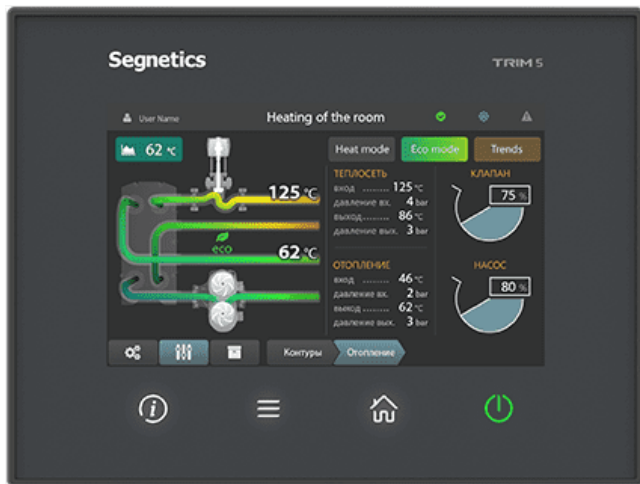 Segnetics
TRIM5
User Name
Heating of the room
62 °C
Heat mode
Eco mode
Trends
125 °C
eco
62 °C
ТЕПЛОСЕТЬ
вход ......... 125 °C
давление вх. 4 bar
выход ....... 86 °C
давление вых. 3 bar
КЛАПАН
75 %
ОТОПЛЕНИЕ
вход ......... 46 °C
давление вх. 2 bar
выход ....... 62 °C
давление вых. 3 bar
НАСОС
80 %
Контуры
Отопление